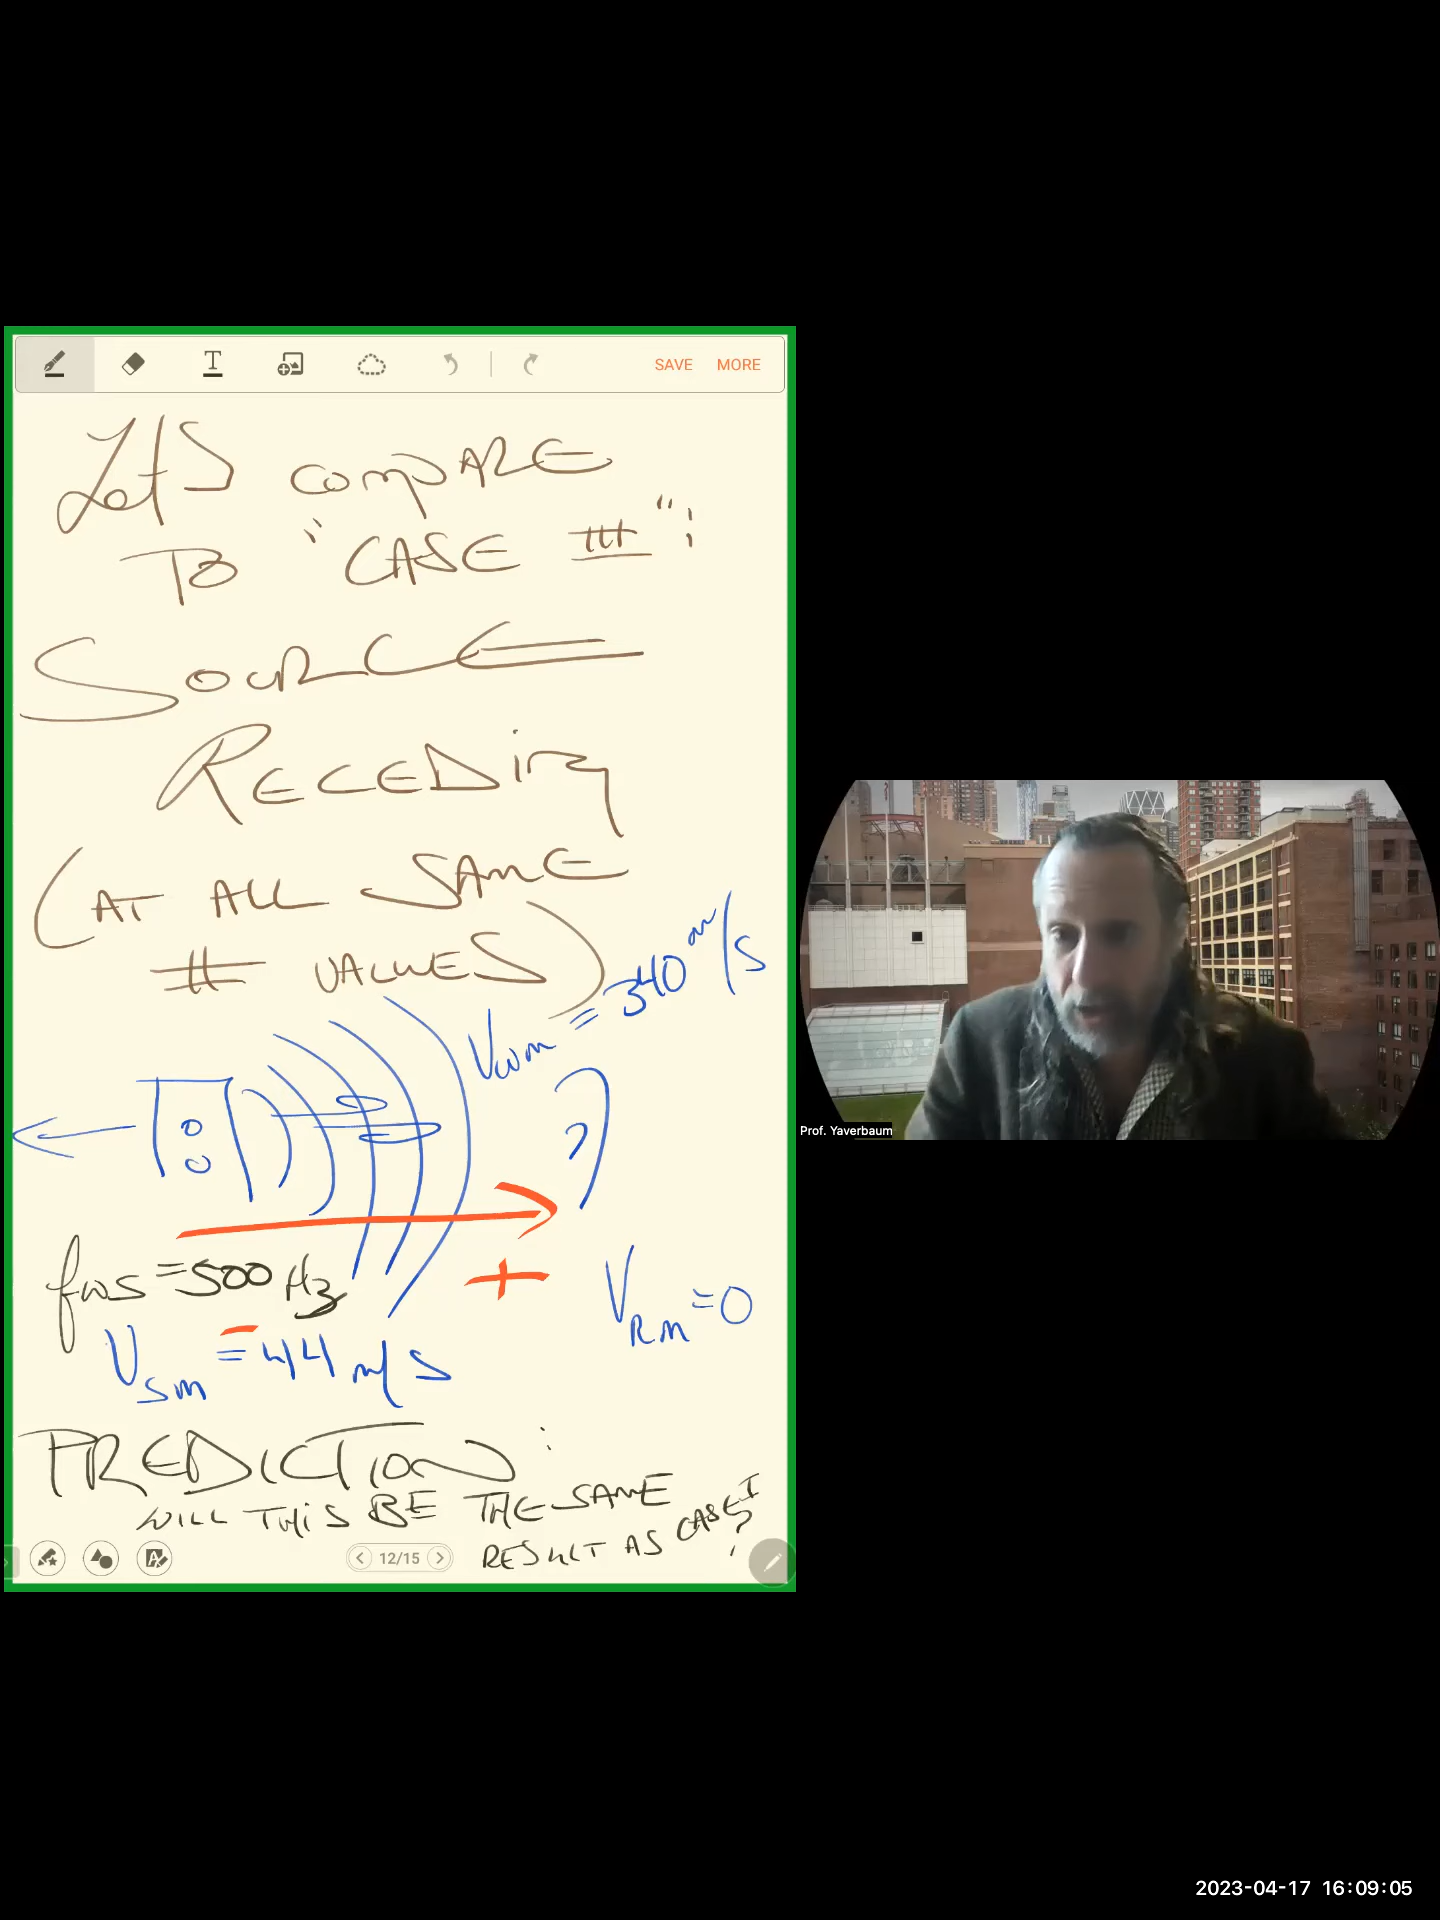 SAVE MORE
Let's COMPARE
TO "CASE III":
SOURCE
RECEDing
(AT ALL SAME
# VALUES)
Vwm = 340 m/s
+
fws = 500 Hz
VRM = 0
Vsm = -44 m/s
PREDICTION:
WILL THIS BE THE SAME
RESULT AS CASE I?
12/15
Prof. Yaverbaum
2023-04-17 16:09:05